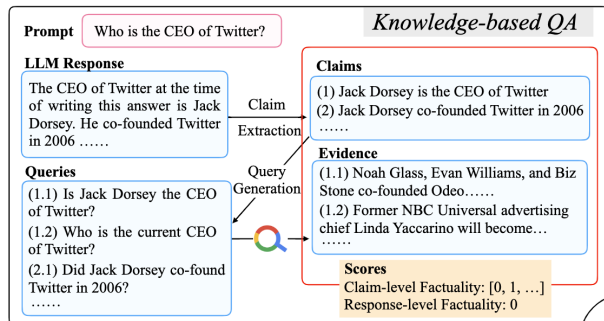 Knowledge-based QA
Prompt
Who is the CEO of Twitter?
LLM Response
The CEO of Twitter at the time
of writing this answer is Jack
Dorsey. He co-founded Twitter
in 2006 ……
Claim
Extraction
Claims
(1) Jack Dorsey is the CEO of Twitter
(2) Jack Dorsey co-founded Twitter in 2006
……
Query
Generation
Queries
(1.1) Is Jack Dorsey the CEO
of Twitter?
(1.2) Who is the current CEO
of Twitter?
(2.1) Did Jack Dorsey co-found
Twitter in 2006?
……
Evidence
(1.1) Noah Glass, Evan Williams, and Biz
Stone co-founded Odeo……
(1.2) Former NBC Universal advertising
chief Linda Yaccarino will become…
……
Scores
Claim-level Factuality: [0, 1, …]
Response-level Factuality: 0